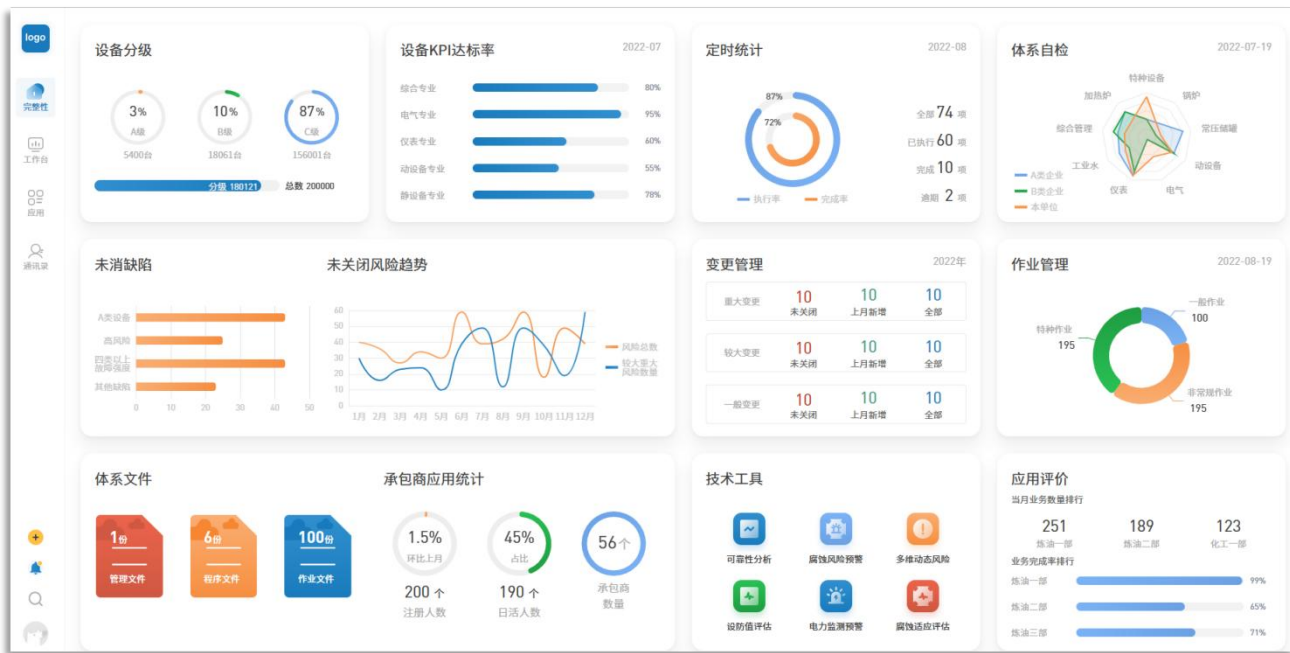 logo
完整性
工作台
应用
通讯录
设备分级
3%
A级
5400台
10%
B级
18061台
87%
C级
156001台
分级 180121
总数 200000
设备KPI达标率
2022-07
综合专业
80%
电气专业
95%
仪表专业
60%
动设备专业
55%
静设备专业
78%
定时统计
2022-08
87%
72%
全部 74 项
已执行 60 项
完成 10 项
逾期 2 项
执行率
完成率
体系自检
2022-07-19
特种设备
锅炉
常压储罐
动设备
电气
仪表
工业水
综合管理
加热炉
A类企业
B类企业
本单位
未消缺陷
A类设备
高风险
四类以上
故障强度
其他缺陷
0 10 20 30 40 50
未关闭风险趋势
60
50
40
30
20
10
0
1月 2月 3月 4月 5月 6月 7月 8月 9月 10月 11月 12月
风险总数
较大重大
风险数量
变更管理
2022年
重大变更
10
未关闭
10
上月新增
10
全部
较大变更
10
未关闭
10
上月新增
10
全部
一般变更
10
未关闭
10
上月新增
10
全部
作业管理
2022-08-19
一般作业
100
特种作业
195
非常规作业
195
体系文件
1份
管理文件
6份
程序文件
100份
作业文件
承包商应用统计
1.5%
环比上月
200 个
注册人数
45%
占比
190 个
日活人数
56个
承包商
数量
技术工具
可靠性分析
腐蚀风险预警
多维动态风险
设防值评估
电力监测预警
腐蚀适应评估
应用评价
当月业务数量排行
251
炼油一部
189
炼油二部
123
化工一部
业务完成率排行
炼油一部
99%
炼油二部
65%
炼油三部
71%